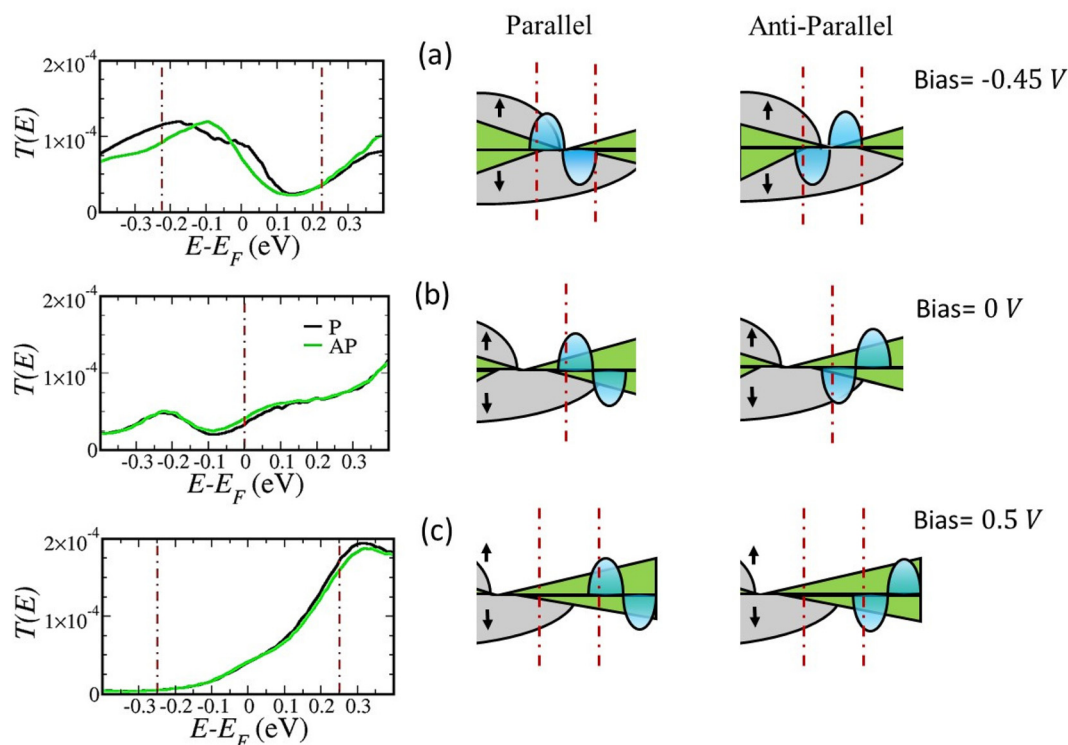 Parallel
Anti-Parallel
(a)
Bias= -0.45 V
2×10⁻⁴
1×10⁻⁴
0
T(E)
-0.3 -0.2 -0.1 0 0.1 0.2 0.3
E-E_F (eV)
(b)
Bias= 0 V
2×10⁻⁴
1×10⁻⁴
0
T(E)
P
AP
-0.3 -0.2 -0.1 0 0.1 0.2 0.3
E-E_F (eV)
(c)
Bias= 0.5 V
2×10⁻⁴
1×10⁻⁴
0
T(E)
-0.3 -0.2 -0.1 0 0.1 0.2 0.3
E-E_F (eV)